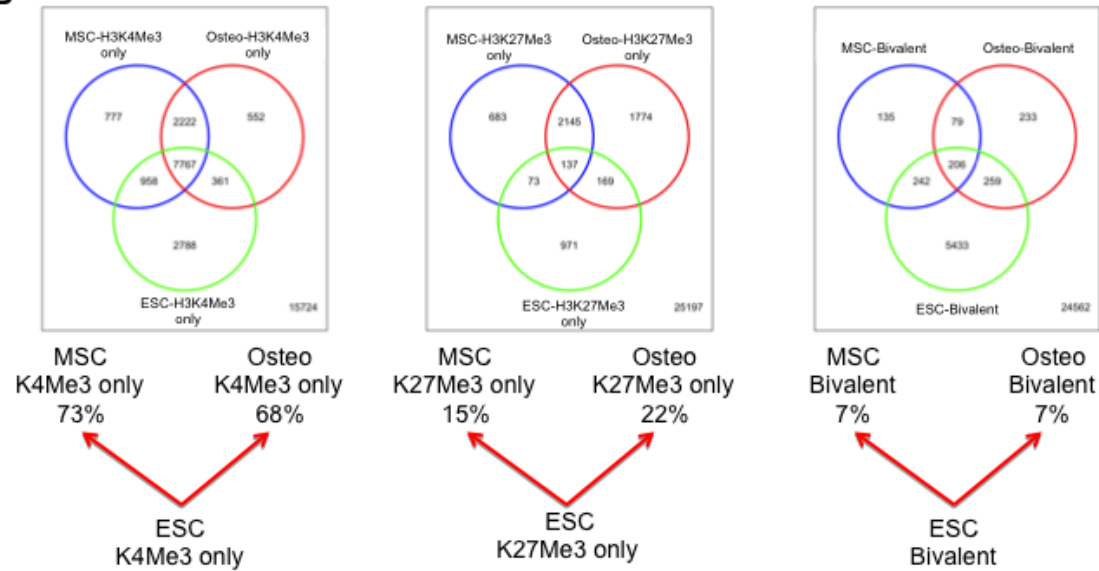 MSC-H3K4Me3
only
Osteo-H3K4Me3
only
777
2222
552
7767
958
361
2788
ESC-H3K4Me3
only
15724
MSC-H3K27Me3
only
Osteo-H3K27Me3
only
683
2145
1774
137
73
169
971
ESC-H3K27Me3
only
25197
MSC-Bivalent
Osteo-Bivalent
135
79
233
206
242
259
5433
ESC-Bivalent
24562
MSC
K4Me3 only
73%
Osteo
K4Me3 only
68%
MSC
K27Me3 only
15%
Osteo
K27Me3 only
22%
MSC
Bivalent
7%
Osteo
Bivalent
7%
ESC
K4Me3 only
ESC
K27Me3 only
ESC
Bivalent